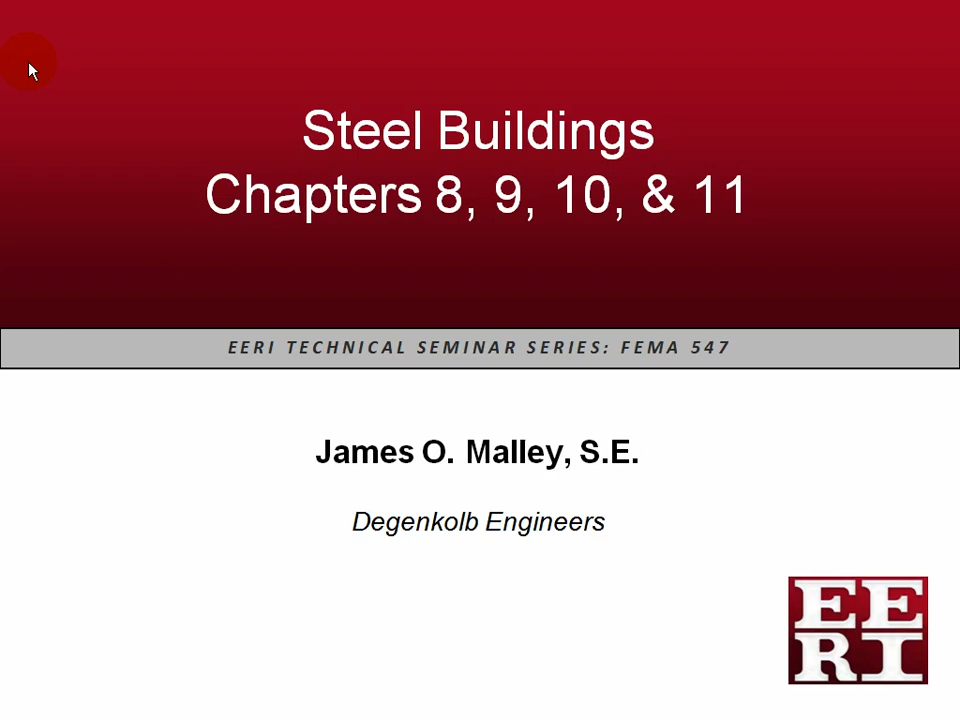 Steel Buildings
Chapters 8, 9, 10, & 11
EERI TECHNICAL SEMINAR SERIES: FEMA 547
James O. Malley, S.E.
Degenkolb Engineers
EE
RI